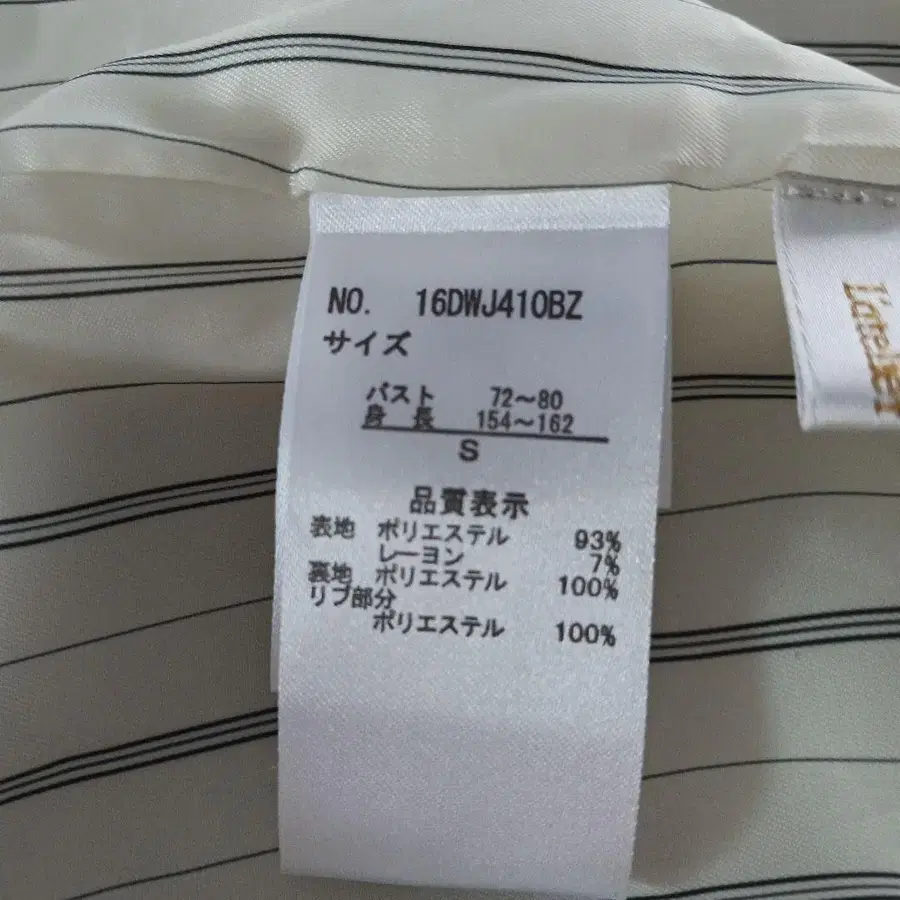 NO. 16DWJ410BZ
サイズ
バスト 72～80
身長 154～162
S
品質表示
表地 ポリエステル 93%
レーヨン 7%
裏地 ポリエステル 100%
リブ部分
ポリエステル 100%